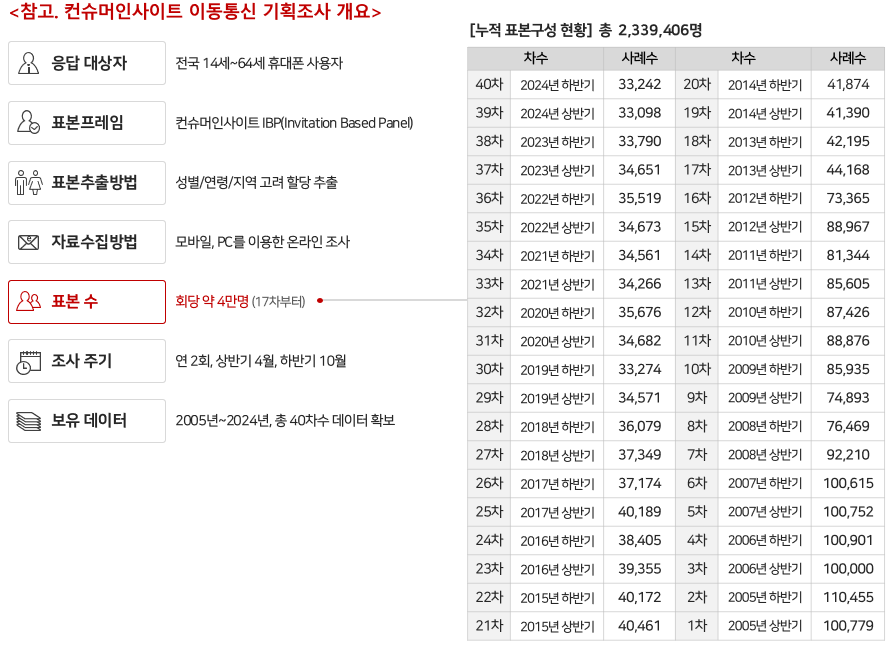 <참고. 컨슈머인사이트 이동통신 기획조사 개요>
응답 대상자 전국 14세~64세 휴대폰 사용자
표본프레임 컨슈머인사이트 IBP(Invitation Based Panel)
표본추출방법 성별/연령/지역 고려 할당 추출
자료수집방법 모바일, PC를 이용한 온라인 조사
표본 수 회당 약 4만명 (17차부터)
조사 주기 연 2회, 상반기 4월, 하반기 10월
보유 데이터 2005년~2024년, 총 40차수 데이터 확보
[누적 표본구성 현황] 총 2,339,406명
차수 사례수 차수 사례수
40차 2024년 하반기 33,242 20차 2014년 하반기 41,874
39차 2024년 상반기 33,098 19차 2014년 상반기 41,390
38차 2023년 하반기 33,790 18차 2013년 하반기 42,195
37차 2023년 상반기 34,651 17차 2013년 상반기 44,168
36차 2022년 하반기 35,519 16차 2012년 하반기 73,365
35차 2022년 상반기 34,673 15차 2012년 상반기 88,967
34차 2021년 하반기 34,561 14차 2011년 하반기 81,344
33차 2021년 상반기 34,266 13차 2011년 상반기 85,605
32차 2020년 하반기 35,676 12차 2010년 하반기 87,426
31차 2020년 상반기 34,682 11차 2010년 상반기 88,876
30차 2019년 하반기 33,274 10차 2009년 하반기 85,935
29차 2019년 상반기 34,571 9차 2009년 상반기 74,893
28차 2018년 하반기 36,079 8차 2008년 하반기 76,469
27차 2018년 상반기 37,349 7차 2008년 상반기 92,210
26차 2017년 하반기 37,174 6차 2007년 하반기 100,615
25차 2017년 상반기 40,189 5차 2007년 상반기 100,752
24차 2016년 하반기 38,405 4차 2006년 하반기 100,901
23차 2016년 상반기 39,355 3차 2006년 상반기 100,000
22차 2015년 하반기 40,172 2차 2005년 하반기 110,455
21차 2015년 상반기 40,461 1차 2005년 상반기 100,779